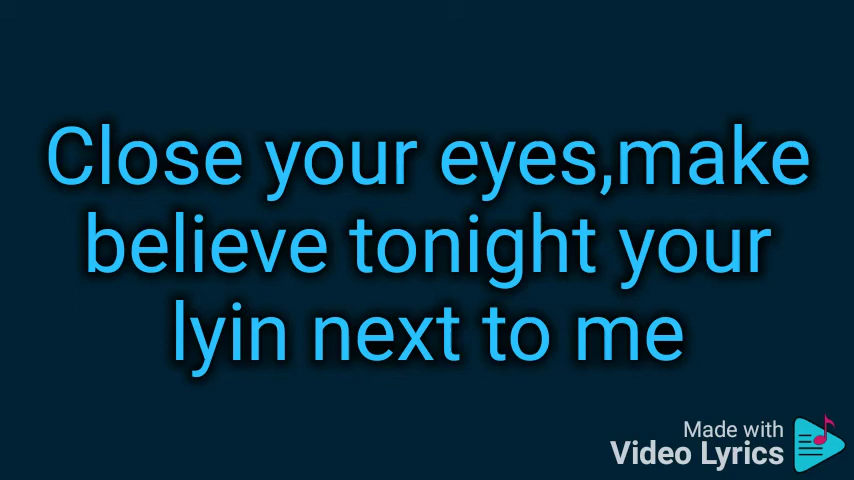 Close your eyes,make
believe tonight your
lyin next to me
Made with
Video Lyrics